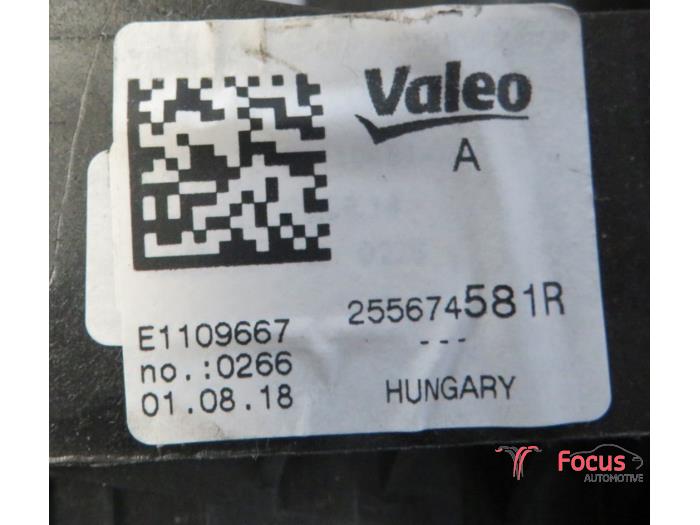 Valeo
A
E1109667
255674581R
no.:0266
---
01.08.18
HUNGARY
Focus
AUTOMOTIVE